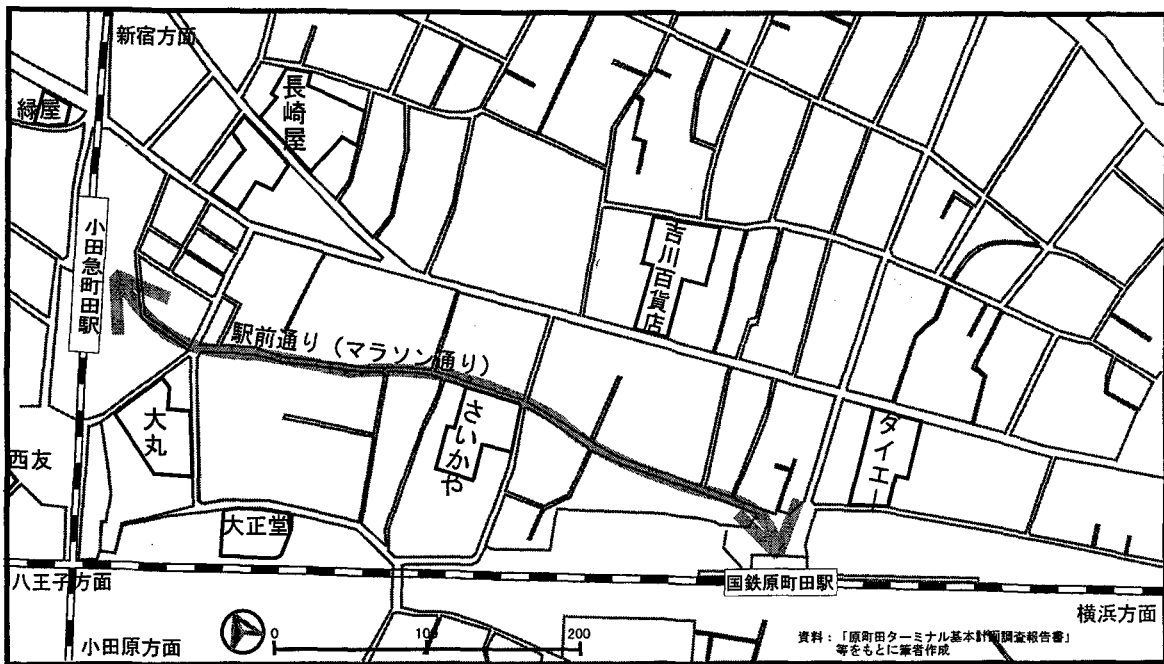 新宿方面
緑屋
長崎屋
小田急町田駅
吉川百貨店
駅前通り（マラソン通り）
大丸
さいかや
ダイエー
西友
大正堂
八王子方面
国鉄原町田駅
横浜方面
小田原方面
0 100 200
資料：「原町田ターミナル基本計画調査報告書」
等をもとに筆者作成